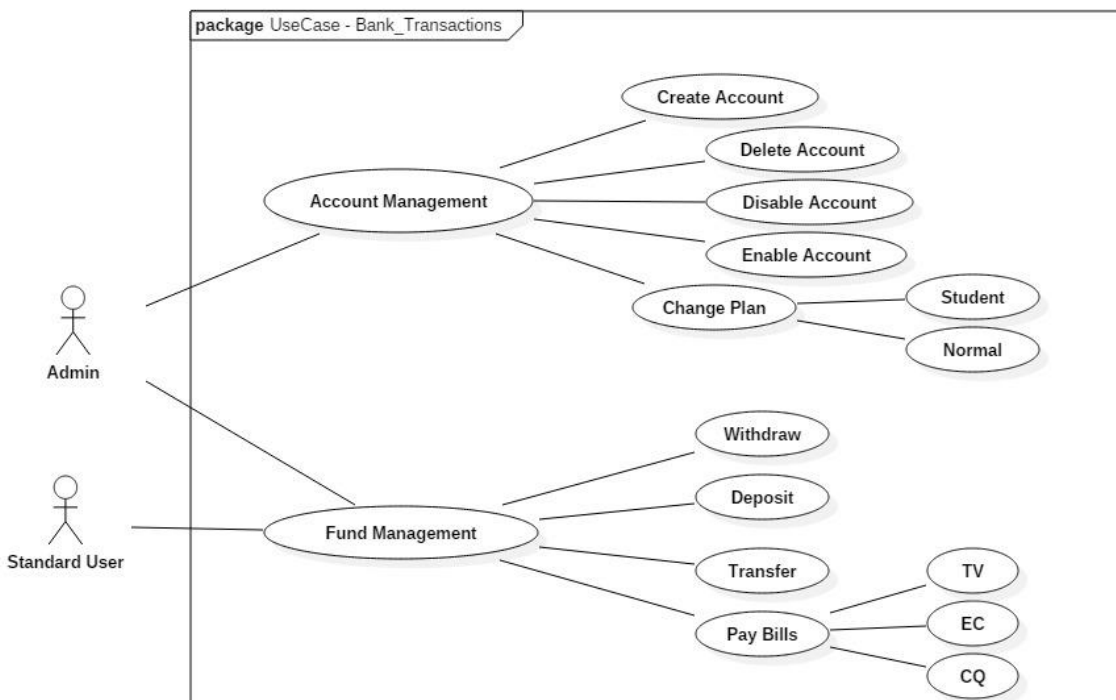 package UseCase - Bank_Transactions
Create Account
Delete Account
Account Management
Disable Account
Enable Account
Change Plan
Student
Normal
Admin
Withdraw
Deposit
Fund Management
Standard User
Transfer
Pay Bills
TV
EC
CQ